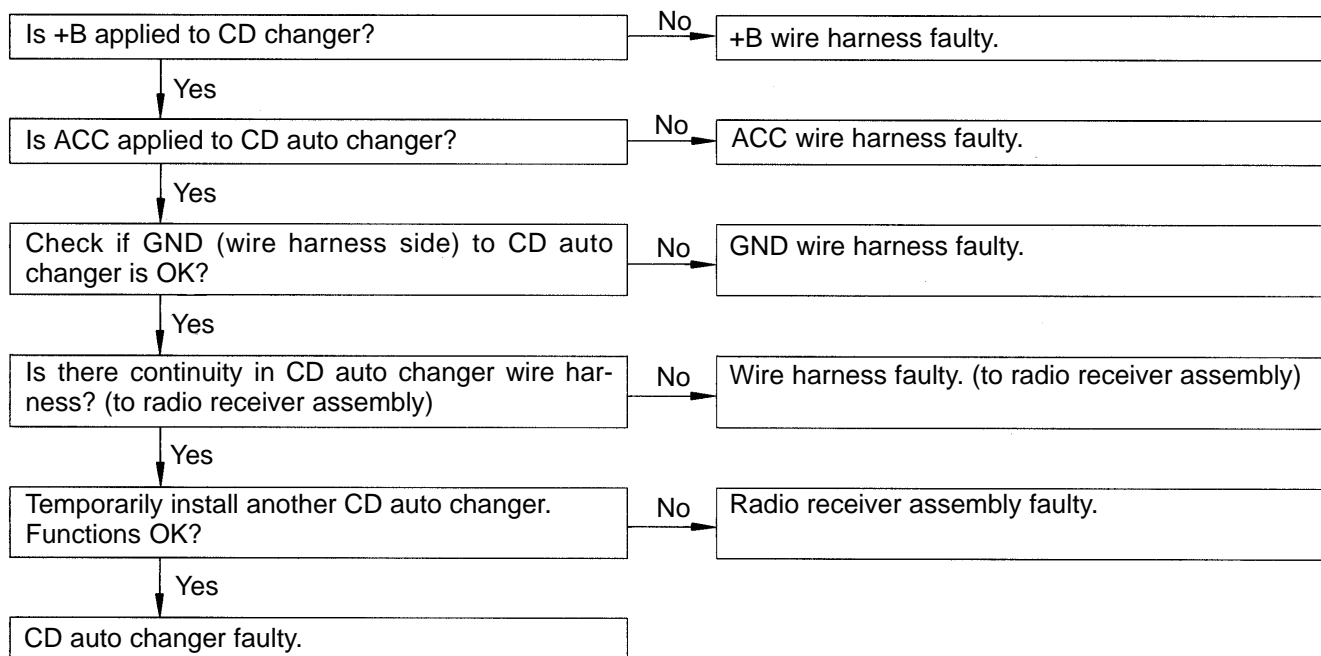 Is +B applied to CD changer?
No
+B wire harness faulty.
Yes
Is ACC applied to CD auto changer?
No
ACC wire harness faulty.
Yes
Check if GND (wire harness side) to CD auto
changer is OK?
No
GND wire harness faulty.
Yes
Is there continuity in CD auto changer wire har-
ness? (to radio receiver assembly)
No
Wire harness faulty. (to radio receiver assembly)
Yes
Temporarily install another CD auto changer.
Functions OK?
No
Radio receiver assembly faulty.
Yes
CD auto changer faulty.